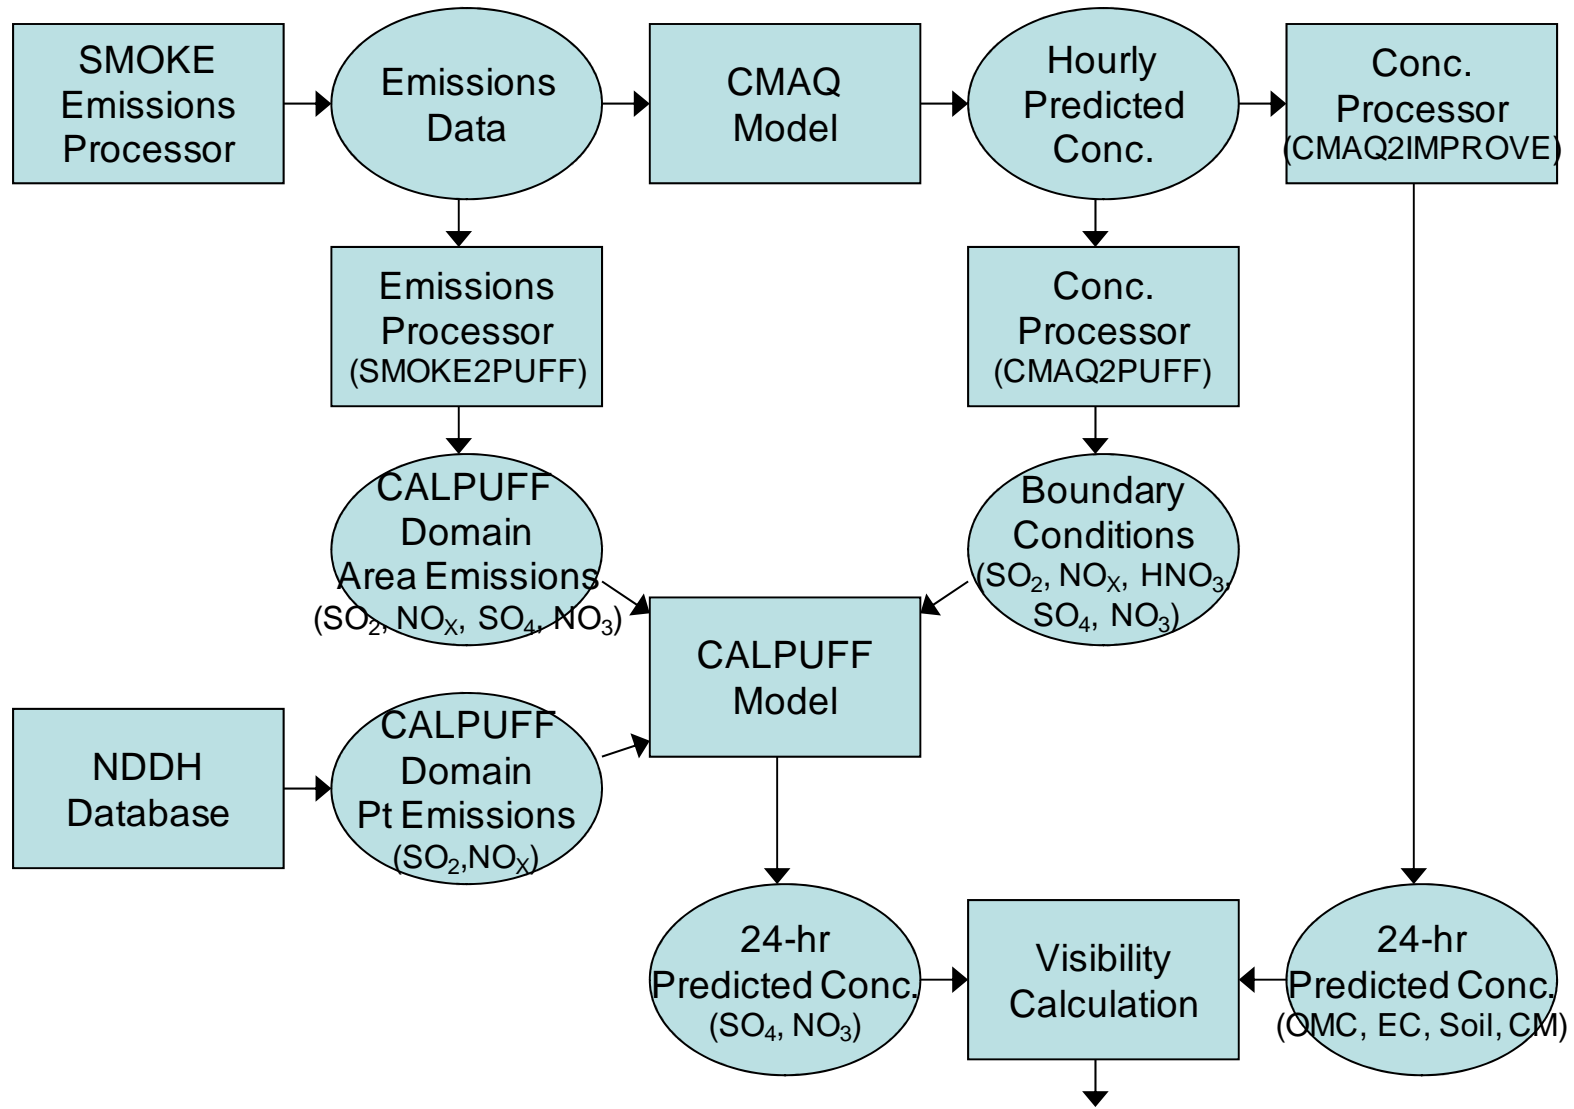 SMOKE
Emissions
Processor
Emissions
Data
CMAQ
Model
Hourly
Predicted
Conc.
Conc.
Processor
(CMAQ2IMPROVE)
Emissions
Processor
(SMOKE2PUFF)
Conc.
Processor
(CMAQ2PUFF)
CALPUFF
Domain
Area Emissions
(SO₂, NOₓ, SO₄, NO₃)
Boundary
Conditions
(SO₂, NOₓ, HNO₃,
SO₄, NO₃)
CALPUFF
Model
NDDH
Database
CALPUFF
Domain
Pt Emissions
(SO₂,NOₓ)
24-hr
Predicted Conc.
(SO₄, NO₃)
Visibility
Calculation
24-hr
Predicted Conc.
(OMC, EC, Soil, CM)